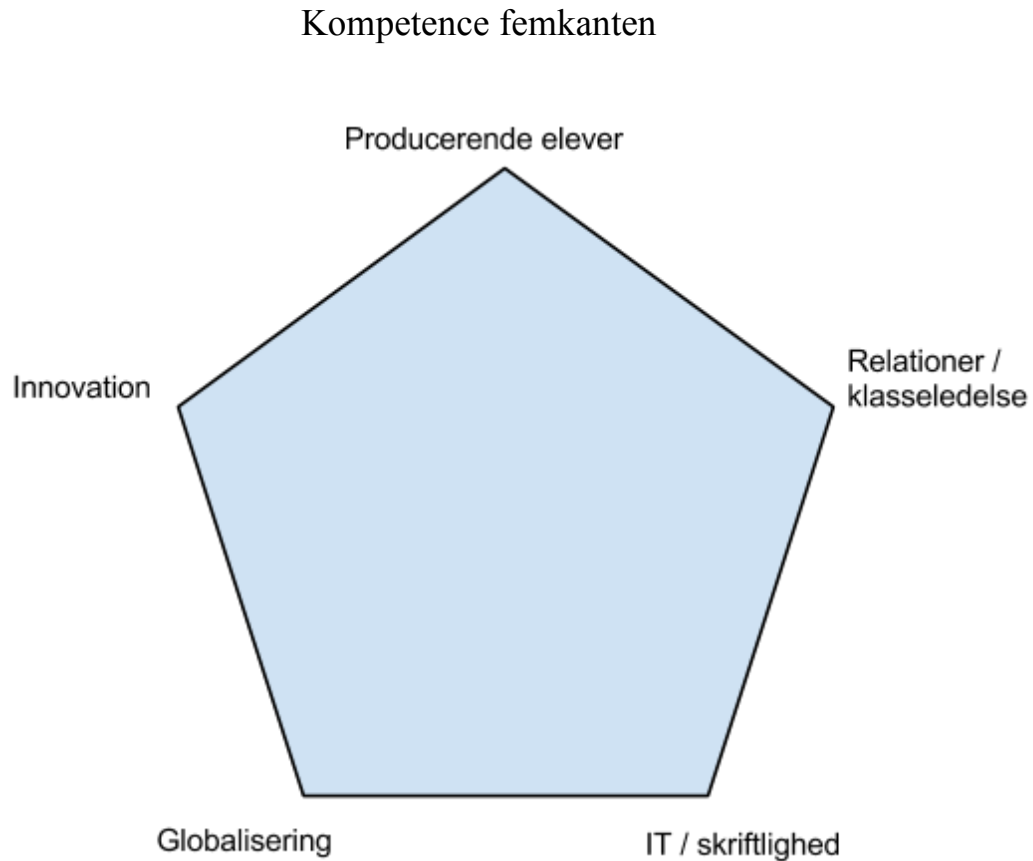 Kompetence femkanten
Producerende elever
Innovation
Relationer /
klasseledelse
Globalisering
IT / skriftlighed